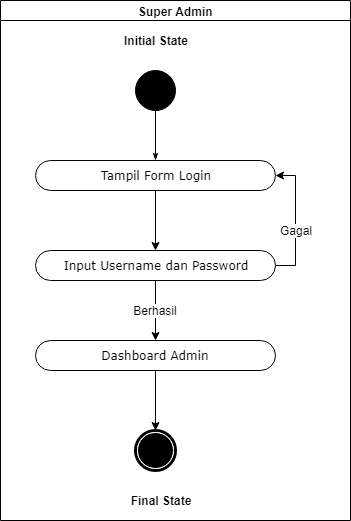 Super Admin
Initial State
Tampil Form Login
Gagal
Input Username dan Password
Berhasil
Dashboard Admin
Final State